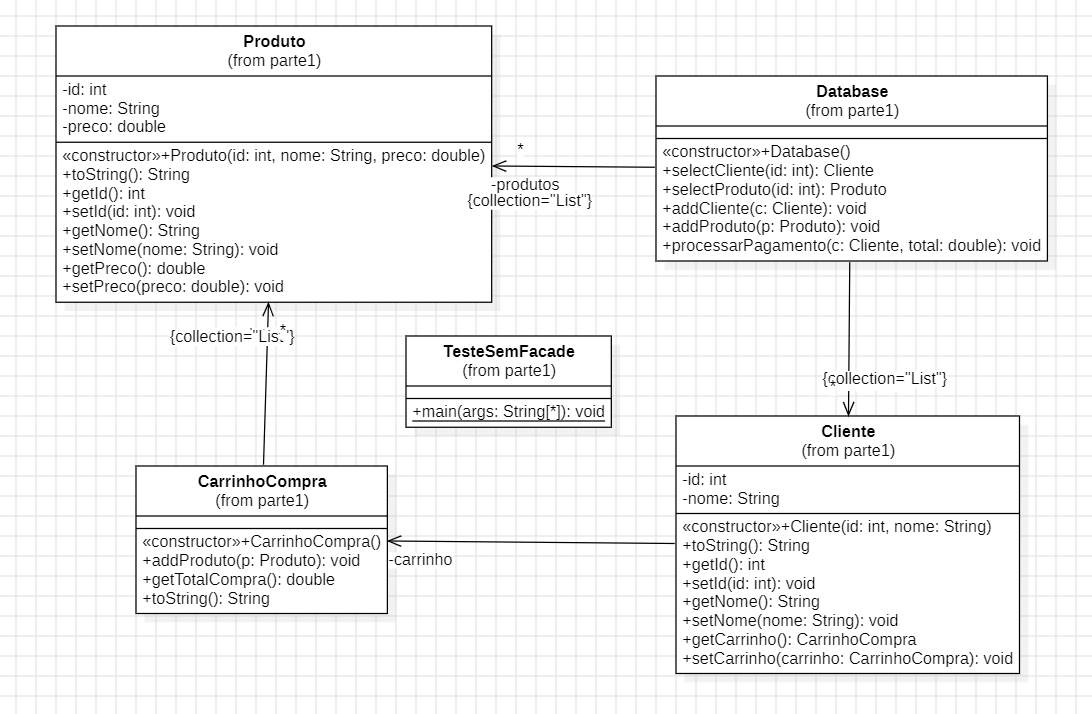 Produto
(from parte1)
-id: int
-nome: String
-preco: double
«constructor»+Produto(id: int, nome: String, preco: double)
+toString(): String
+getId(): int
+setId(id: int): void
+getNome(): String
+setNome(nome: String): void
+getPreco(): double
+setPreco(preco: double): void
Database
(from parte1)
«constructor»+Database()
+selectCliente(id: int): Cliente
+selectProduto(id: int): Produto
+addCliente(c: Cliente): void
+addProduto(p: Produto): void
+processarPagamento(c: Cliente, total: double): void
*
-produtos
{collection="List"}
*
{collection="List"}
TesteSemFacade
(from parte1)
+main(args: String[*]): void
{collection="List"}
*
Cliente
(from parte1)
-id: int
-nome: String
«constructor»+Cliente(id: int, nome: String)
+toString(): String
+getId(): int
+setId(id: int): void
+getNome(): String
+setNome(nome: String): void
+getCarrinho(): CarrinhoCompra
+setCarrinho(carrinho: CarrinhoCompra): void
CarrinhoCompra
(from parte1)
«constructor»+CarrinhoCompra()
+addProduto(p: Produto): void
+getTotalCompra(): double
+toString(): String
-carrinho